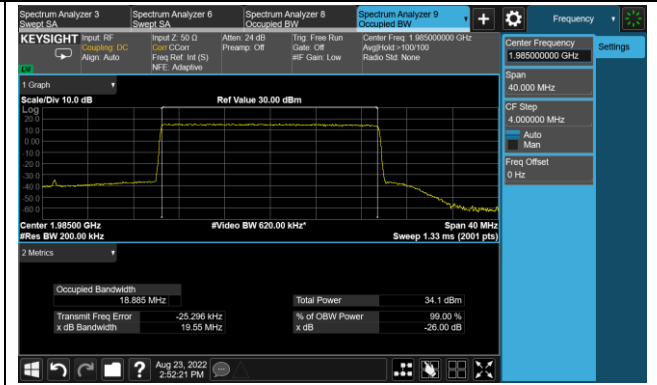 Spectrum Analyzer 3
Swept SA
Spectrum Analyzer 6
Swept SA
Spectrum Analyzer 8
Occupied BW
Spectrum Analyzer 9
Occupied BW
+
Frequency
KEYSIGHT
Input: RF
Coupling: DC
Align: Auto
Input Z: 50 Ω
Corr CCorr
Freq Ref: Int (S)
NFE: Adaptive
Atten: 24 dB
Preamp: Off
Trig: Free Run
Gate: Off
#IF Gain: Low
Center Freq: 1.985000000 GHz
Avg|Hold:>100/100
Radio Std: None
LXI
Center Frequency
1.985000000 GHz
Settings
Span
40.000 MHz
CF Step
4.000000 MHz
Auto
Man
Freq Offset
0 Hz
1 Graph
Scale/Div 10.0 dB
Ref Value 30.00 dBm
Log
20.0
10.0
0.00
-10.0
-20.0
-30.0
-40.0
-50.0
-60.0
Center 1.98500 GHz
#Video BW 620.00 kHz*
Span 40 MHz
#Res BW 200.00 kHz
Sweep 1.33 ms (2001 pts)
2 Metrics
Occupied Bandwidth
18.885 MHz
Total Power 34.1 dBm
Transmit Freq Error -25.296 kHz
% of OBW Power 99.00 %
x dB Bandwidth 19.55 MHz
x dB -26.00 dB
?
Aug 23, 2022
2:52:21 PM